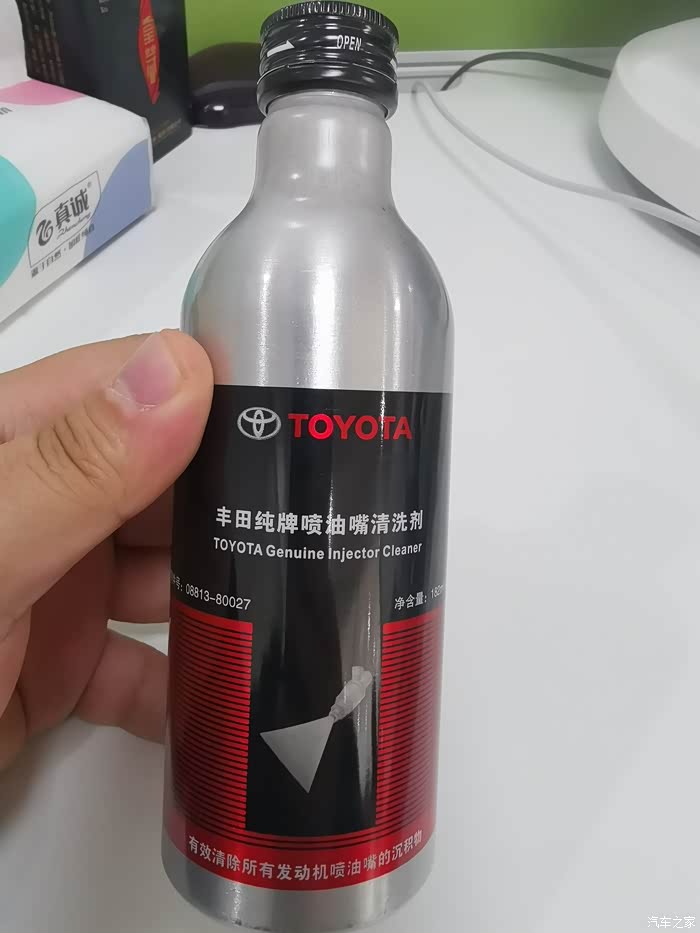 OPEN
真诚
TOYOTA
丰田纯牌喷油嘴清洗剂
TOYOTA Genuine Injector Cleaner
号: 08813-80027
净含量: 182
有效清除所有发动机喷油嘴的沉积物
汽车之家